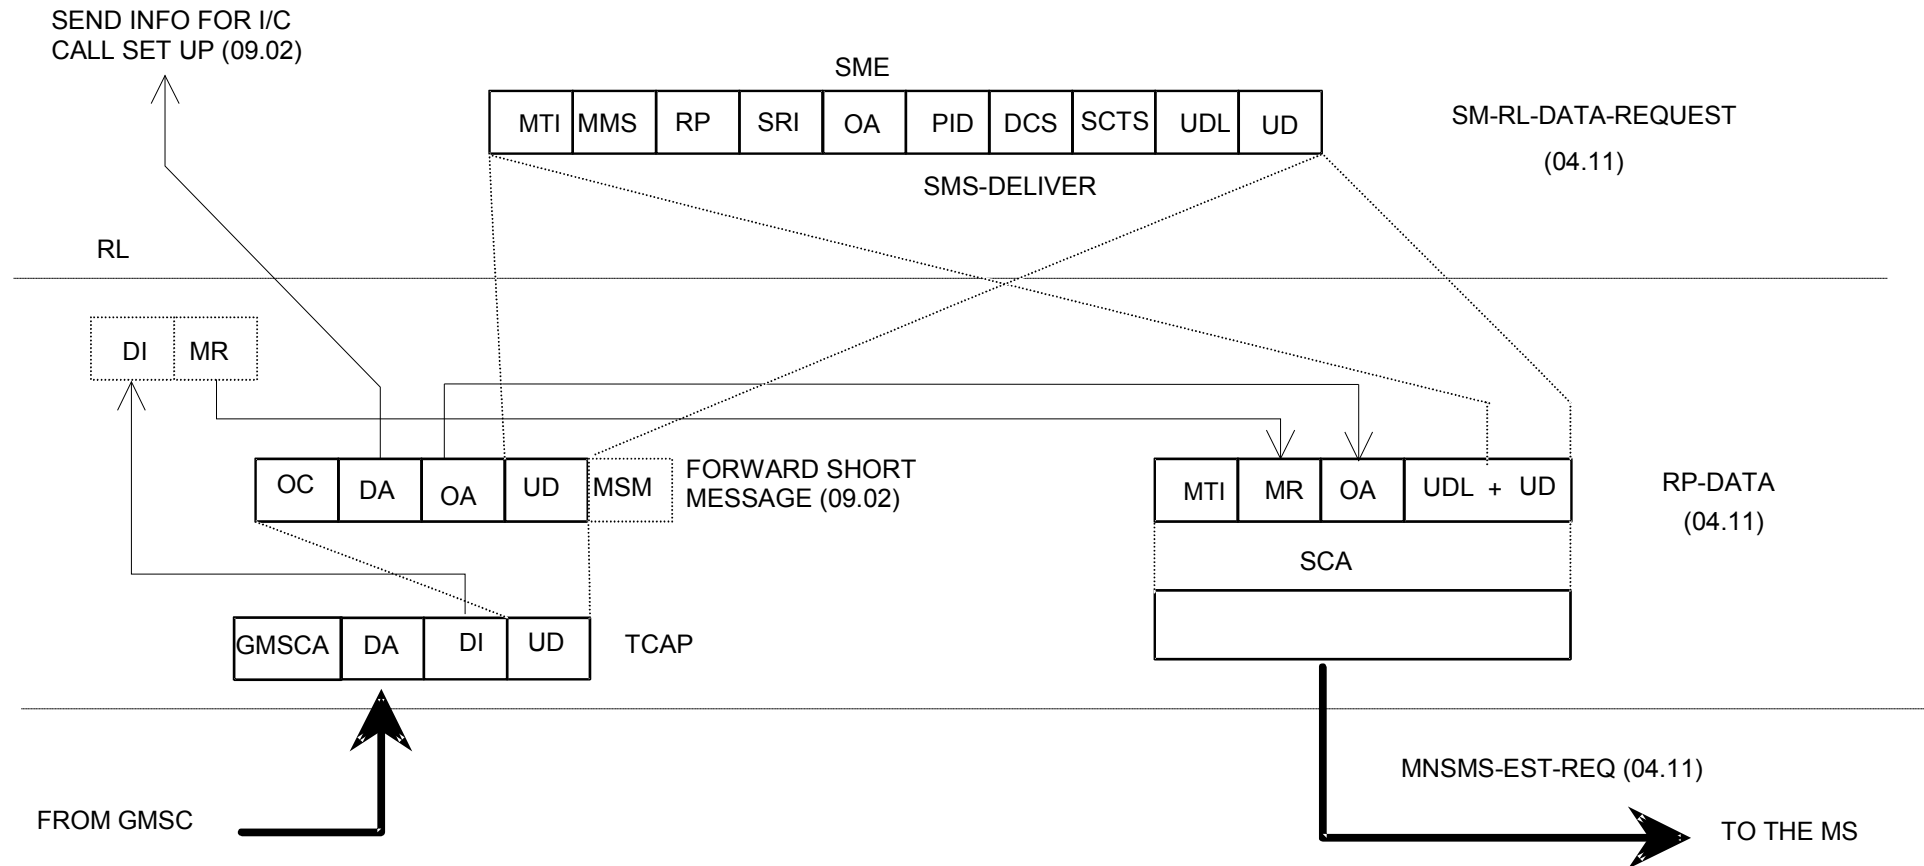 SEND INFO FOR I/C
CALL SET UP (09.02)
SME
MTI MMS RP SRI OA PID DCS SCTS UDL UD
SM-RL-DATA-REQUEST
(04.11)
SMS-DELIVER
RL
DI MR
OC DA OA UD MSM
FORWARD SHORT
MESSAGE (09.02)
MTI MR OA UDL + UD
RP-DATA
(04.11)
SCA
GMSCA DA DI UD
TCAP
MNSMS-EST-REQ (04.11)
FROM GMSC
TO THE MS